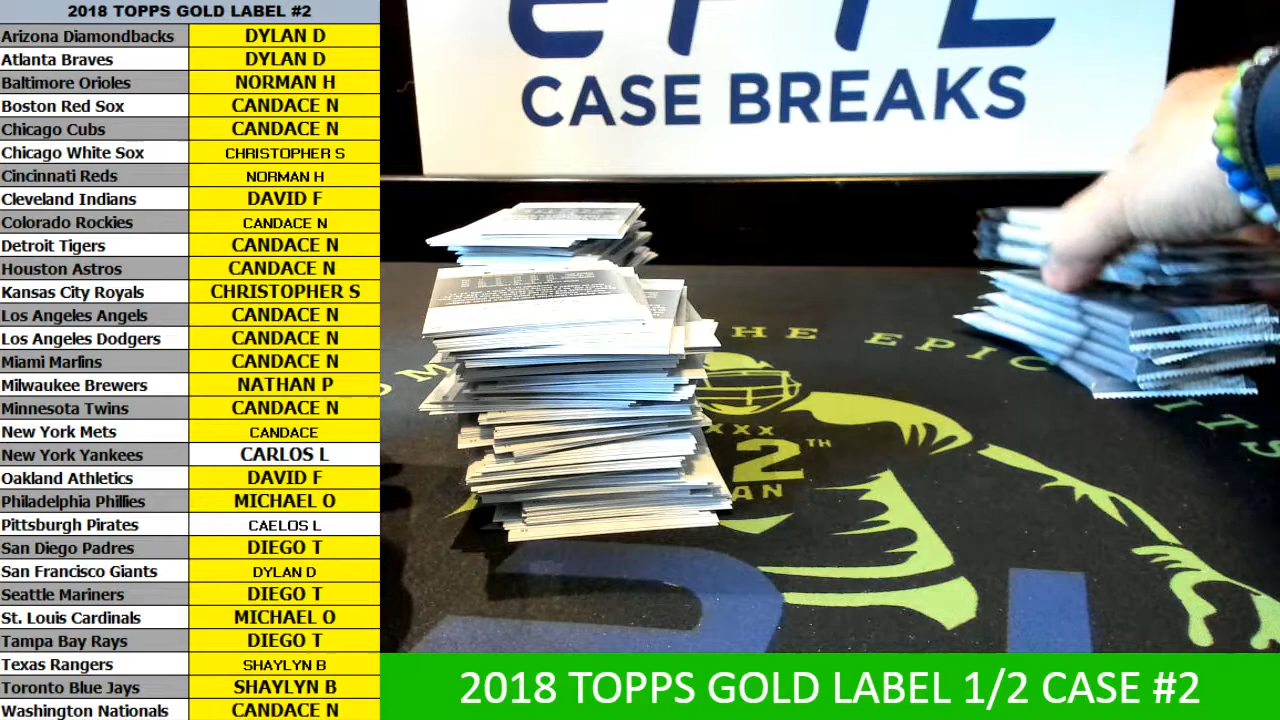 2018 TOPPS GOLD LABEL #2
Arizona Diamondbacks DYLAN D
Atlanta Braves DYLAN D
Baltimore Orioles NORMAN H
Boston Red Sox CANDACE N
Chicago Cubs CANDACE N
Chicago White Sox CHRISTOPHER S
Cincinnati Reds NORMAN H
Cleveland Indians DAVID F
Colorado Rockies CANDACE N
Detroit Tigers CANDACE N
Houston Astros CANDACE N
Kansas City Royals CHRISTOPHER S
Los Angeles Angels CANDACE N
Los Angeles Dodgers CANDACE N
Miami Marlins CANDACE N
Milwaukee Brewers NATHAN P
Minnesota Twins CANDACE N
New York Mets CANDACE
New York Yankees CARLOS L
Oakland Athletics DAVID F
Philadelphia Phillies MICHAEL O
Pittsburgh Pirates CAELOS L
San Diego Padres DIEGO T
San Francisco Giants DYLAN D
Seattle Mariners DIEGO T
St. Louis Cardinals MICHAEL O
Tampa Bay Rays DIEGO T
Texas Rangers SHAYLYN B
Toronto Blue Jays SHAYLYN B
Washington Nationals CANDACE N
EPIC
CASE BREAKS
THE EPIC
XXX
12TH
2018 TOPPS GOLD LABEL 1/2 CASE #2